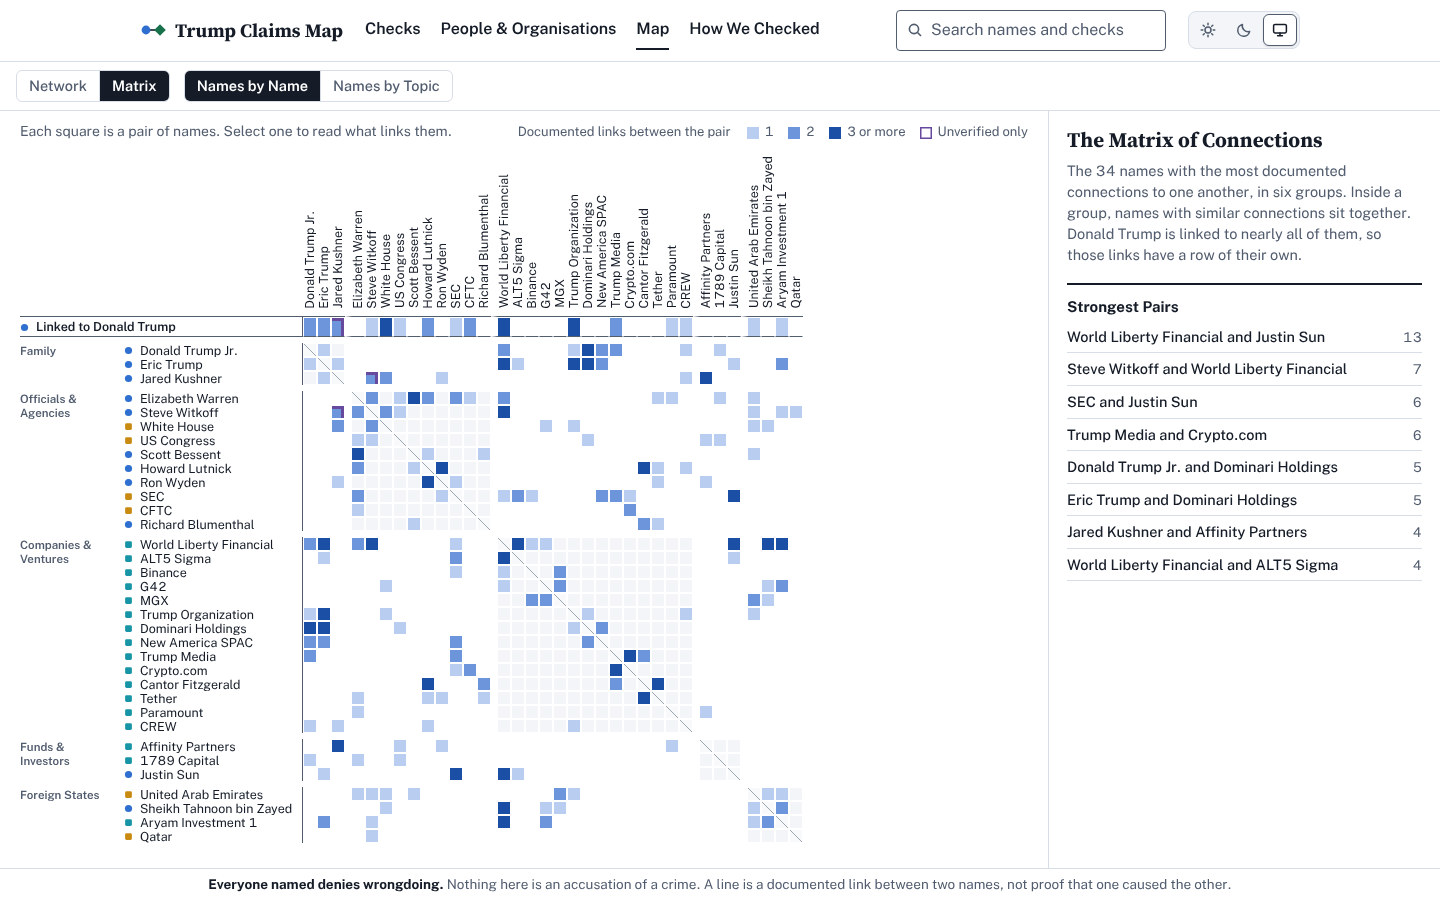 Trump Claims Map
Checks
People & Organisations
Map
How We Checked
Search names and checks
Network
Matrix
Names by Name
Names by Topic
Each square is a pair of names. Select one to read what links them.
Documented links between the pair
1
2
3 or more
Unverified only
Donald Trump Jr.
Eric Trump
Jared Kushner
Elizabeth Warren
Steve Witkoff
White House
US Congress
Scott Bessent
Howard Lutnick
Ron Wyden
SEC
CFTC
Richard Blumenthal
World Liberty Financial
ALT5 Sigma
Binance
G42
MGX
Trump Organization
Dominari Holdings
New America SPAC
Trump Media
Crypto.com
Cantor Fitzgerald
Tether
Paramount
CREW
Affinity Partners
1789 Capital
Justin Sun
United Arab Emirates
Sheikh Tahnoon bin Zayed
Aryam Investment 1
Qatar
Linked to Donald Trump
Family
Donald Trump Jr.
Eric Trump
Jared Kushner
Officials &
Agencies
Elizabeth Warren
Steve Witkoff
White House
US Congress
Scott Bessent
Howard Lutnick
Ron Wyden
SEC
CFTC
Richard Blumenthal
Companies &
Ventures
World Liberty Financial
ALT5 Sigma
Binance
G42
MGX
Trump Organization
Dominari Holdings
New America SPAC
Trump Media
Crypto.com
Cantor Fitzgerald
Tether
Paramount
CREW
Funds &
Investors
Affinity Partners
1789 Capital
Justin Sun
Foreign States
United Arab Emirates
Sheikh Tahnoon bin Zayed
Aryam Investment 1
Qatar
The Matrix of Connections
The 34 names with the most documented
connections to one another, in six groups. Inside a
group, names with similar connections sit together.
Donald Trump is linked to nearly all of them, so
those links have a row of their own.
Strongest Pairs
World Liberty Financial and Justin Sun 13
Steve Witkoff and World Liberty Financial 7
SEC and Justin Sun 6
Trump Media and Crypto.com 6
Donald Trump Jr. and Dominari Holdings 5
Eric Trump and Dominari Holdings 5
Jared Kushner and Affinity Partners 4
World Liberty Financial and ALT5 Sigma 4
Everyone named denies wrongdoing. Nothing here is an accusation of a crime. A line is a documented link between two names, not proof that one caused the other.